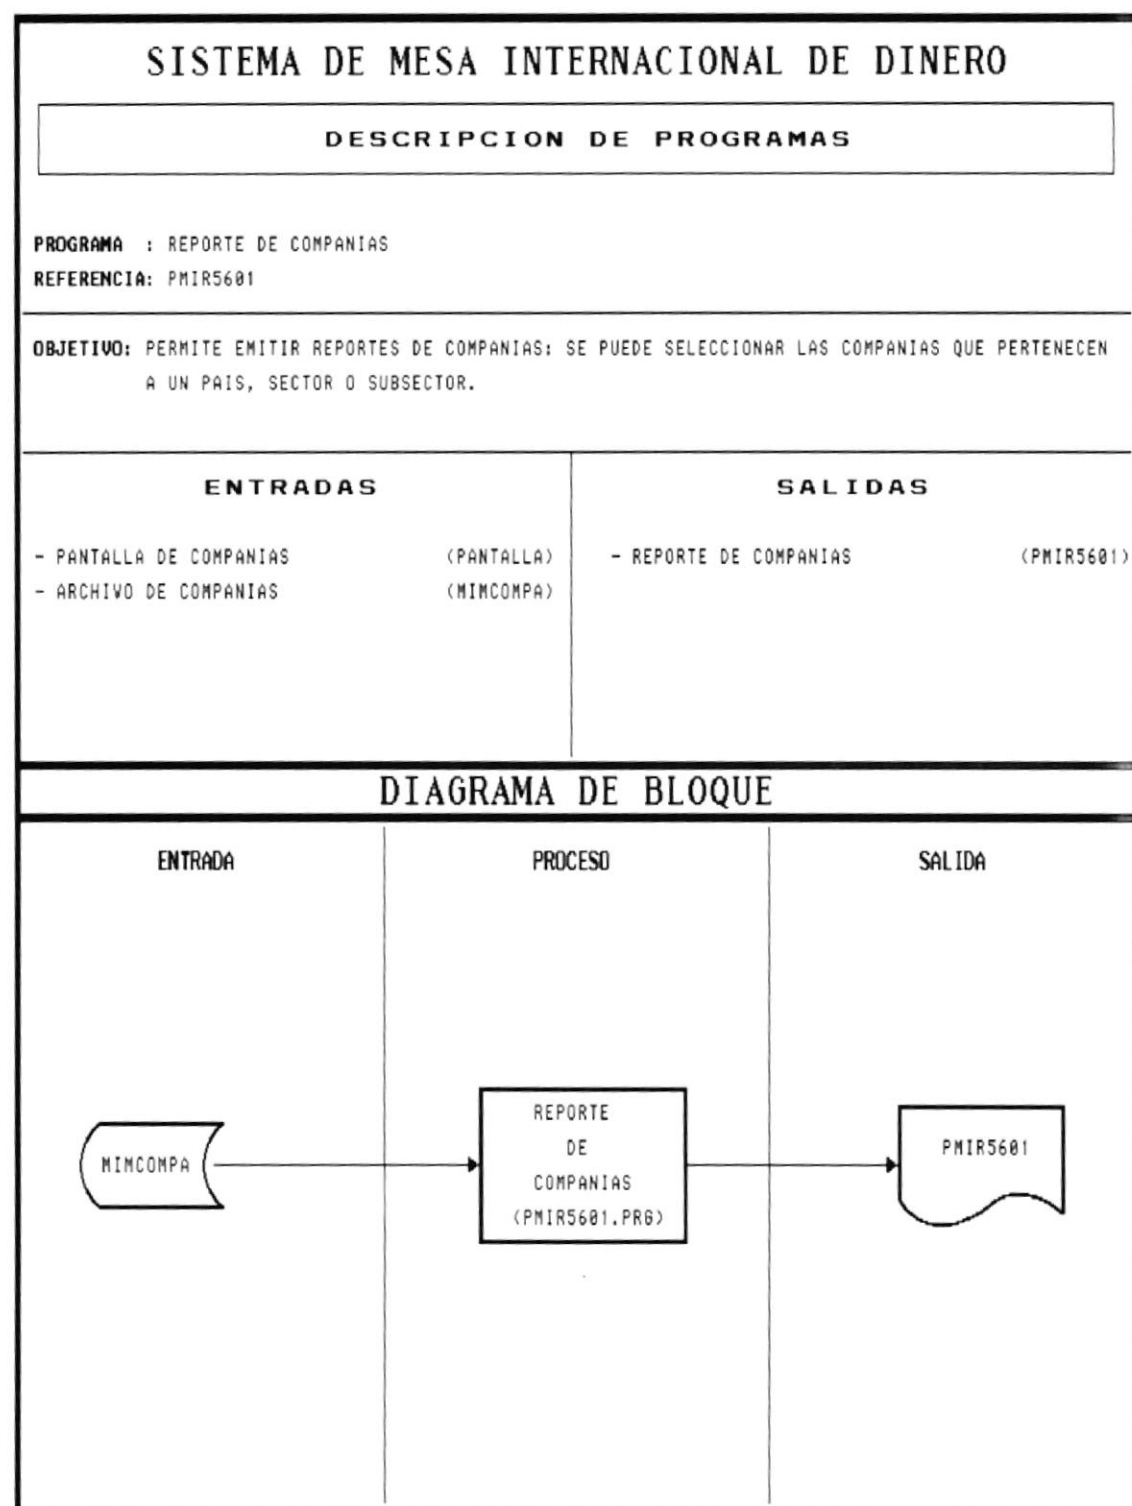 SISTEMA DE MESA INTERNACIONAL DE DINERO
DESCRIPCION DE PROGRAMAS
PROGRAMA : REPORTE DE COMPANIAS
REFERENCIA: PMIR5601
OBJETIVO: PERMITE EMITIR REPORTES DE COMPANIAS: SE PUEDE SELECCIONAR LAS COMPANIAS QUE PERTENECEN
A UN PAIS, SECTOR O SUBSECTOR.
ENTRADAS
- PANTALLA DE COMPANIAS (PANTALLA)
- ARCHIVO DE COMPANIAS (MIMCOMPA)
SALIDAS
- REPORTE DE COMPANIAS (PMIR5601)
DIAGRAMA DE BLOQUE
ENTRADA
PROCESO
SALIDA
MIMCOMPA
REPORTE
DE
COMPANIAS
(PMIR5601.PRG)
PMIR5601